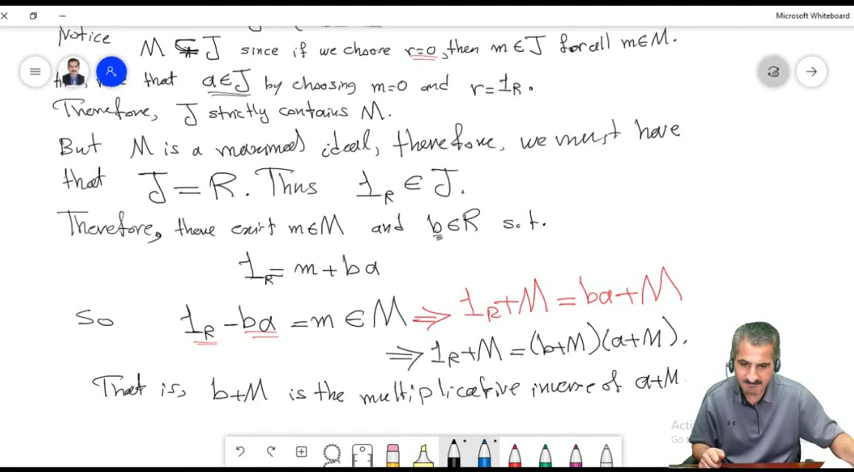 Microsoft Whiteboard
Notice M ⊊ J since if we choose r=0, then m∈J for all m∈M.
that a∈J by choosing m=0 and r=1_R.
Therefore, J strictly contains M.
But M is a maximal ideal, therefore, we must have
that J=R. Thus 1_R ∈ J.
Therefore, there exist m∈M and b∈R s.t.
1_R = m+ba
So 1_R - ba = m ∈ M ⇒ 1_R+M = ba+M
⇒ 1_R+M = (b+M)(a+M).
That is, b+M is the multiplicative inverse of a+M